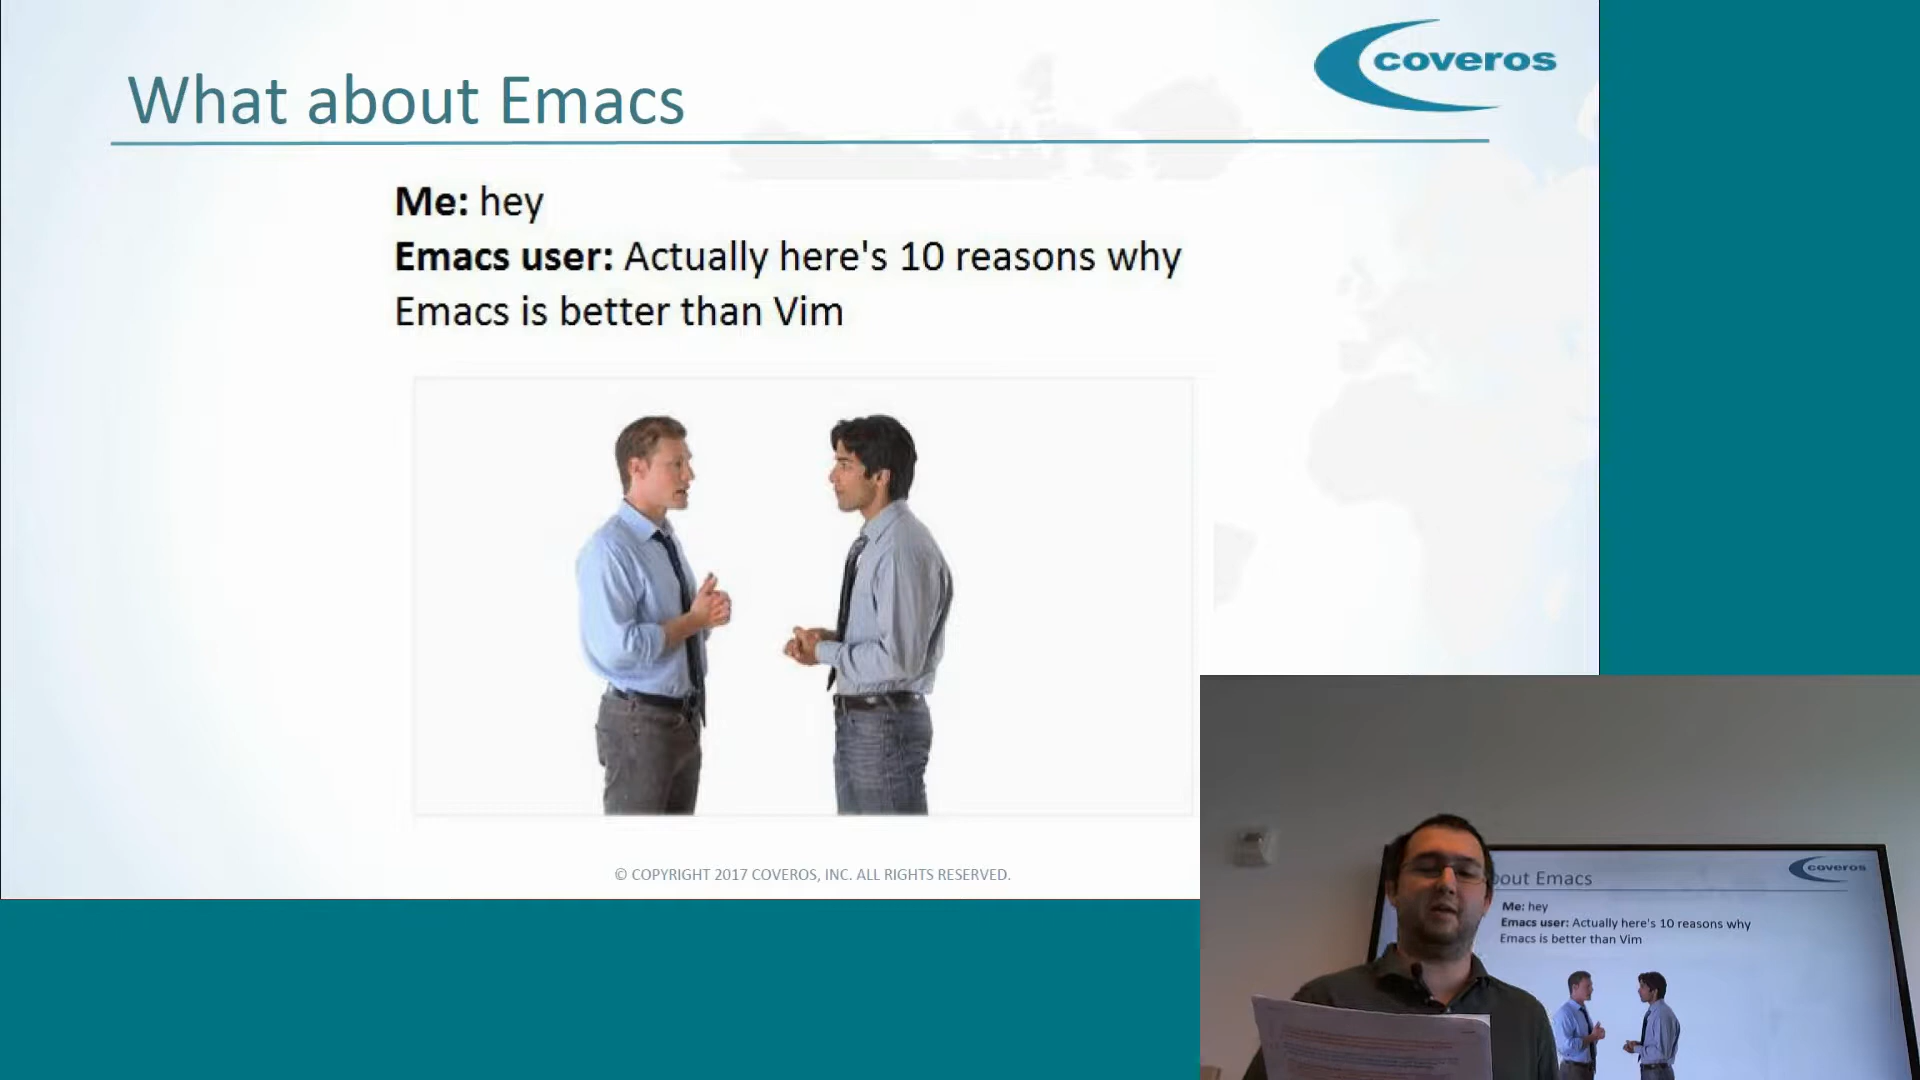 coveros
What about Emacs
Me: hey
Emacs user: Actually here's 10 reasons why
Emacs is better than Vim
© COPYRIGHT 2017 COVEROS, INC. ALL RIGHTS RESERVED.
coveros
out Emacs
Me: hey
Emacs user: Actually here's 10 reasons why
Emacs is better than Vim